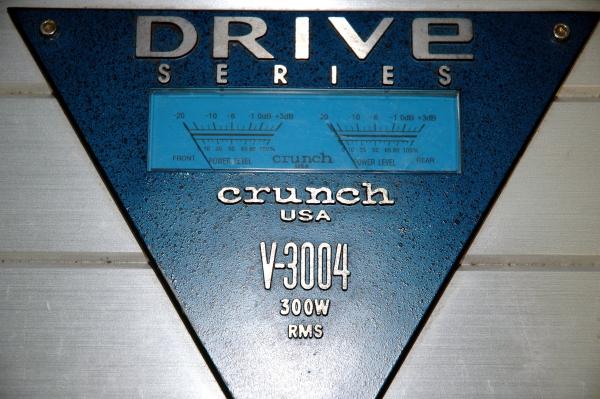 DRIVe
SERIES
-20 -10 -6 -1 0dB +3dB
20 -10 -6 -1 0dB +3dB
FRONT POWER LEVEL crunch POWER LEVEL REAR
USA
crunch
USA
V-3004
300W
RMS